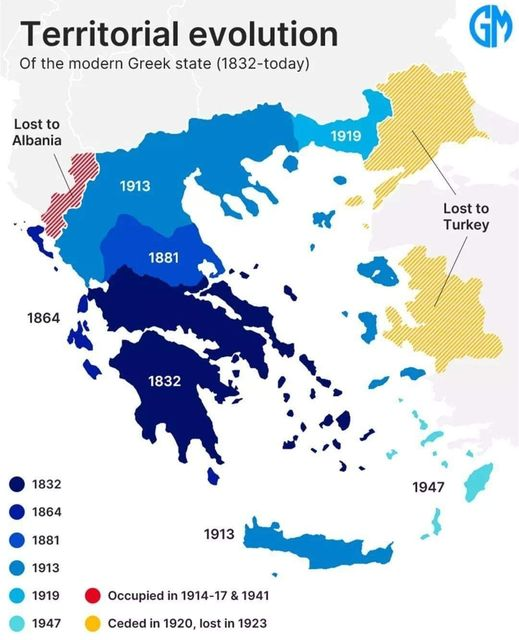 Territorial evolution
Of the modern Greek state (1832-today)
GM
Lost to
Albania
1919
1913
Lost to
Turkey
1881
1864
1832
1947
1913
1832
1864
1881
1913
1919
Occupied in 1914-17 & 1941
1947
Ceded in 1920, lost in 1923